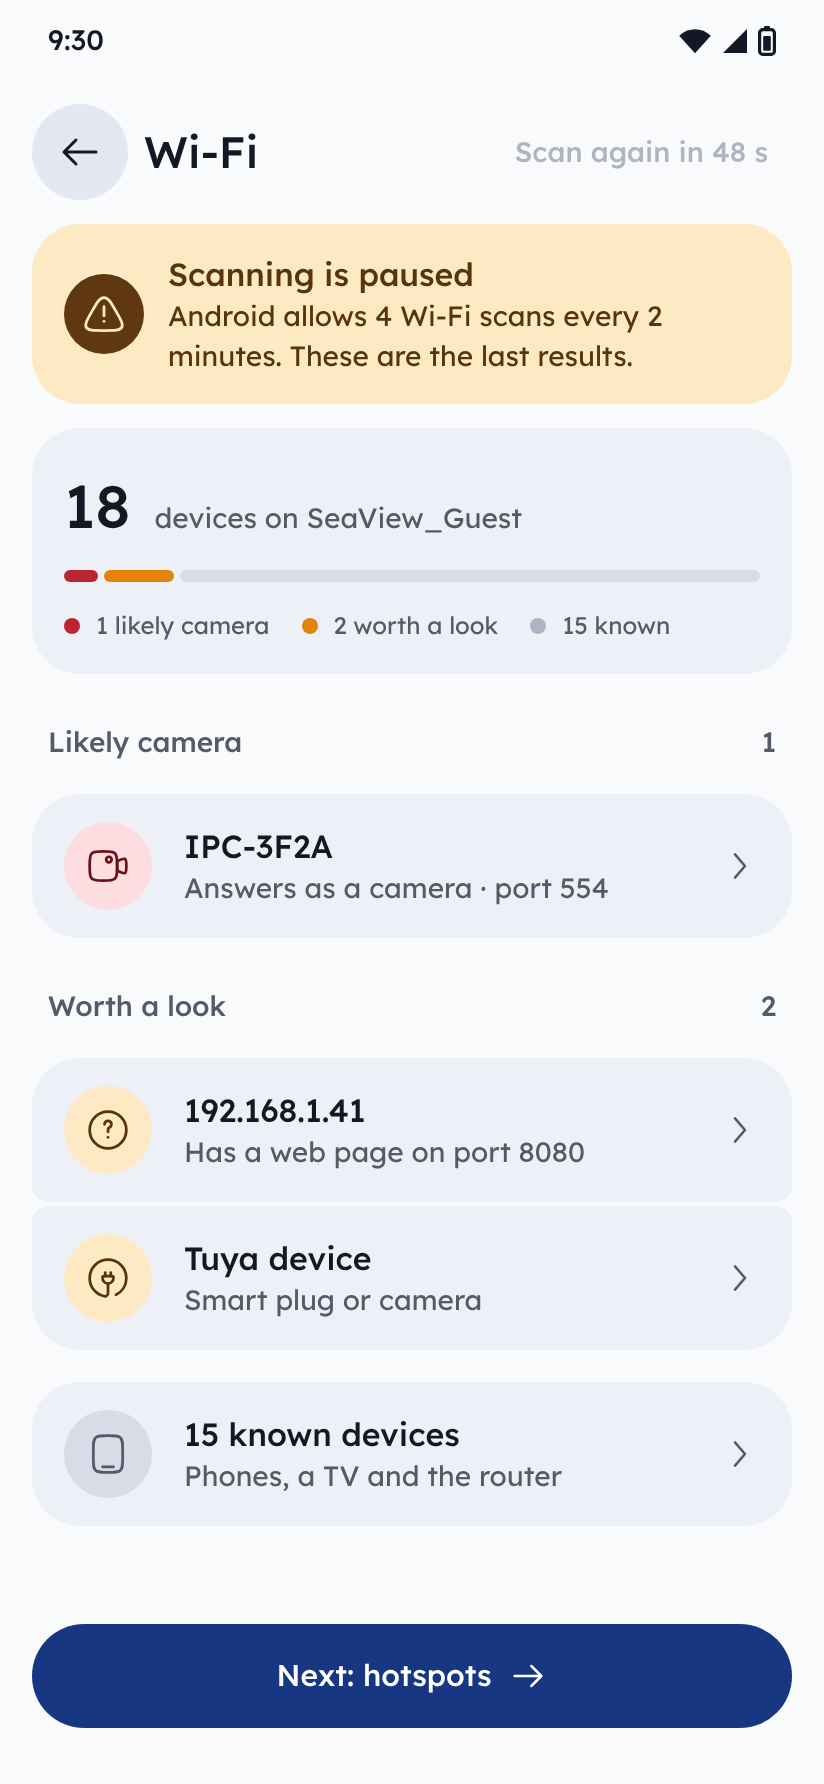 9:30
Wi-Fi
Scan again in 48 s
Scanning is paused
Android allows 4 Wi-Fi scans every 2
minutes. These are the last results.
18 devices on SeaView_Guest
1 likely camera
2 worth a look
15 known
Likely camera
1
IPC-3F2A
Answers as a camera · port 554
Worth a look
2
192.168.1.41
Has a web page on port 8080
Tuya device
Smart plug or camera
15 known devices
Phones, a TV and the router
Next: hotspots